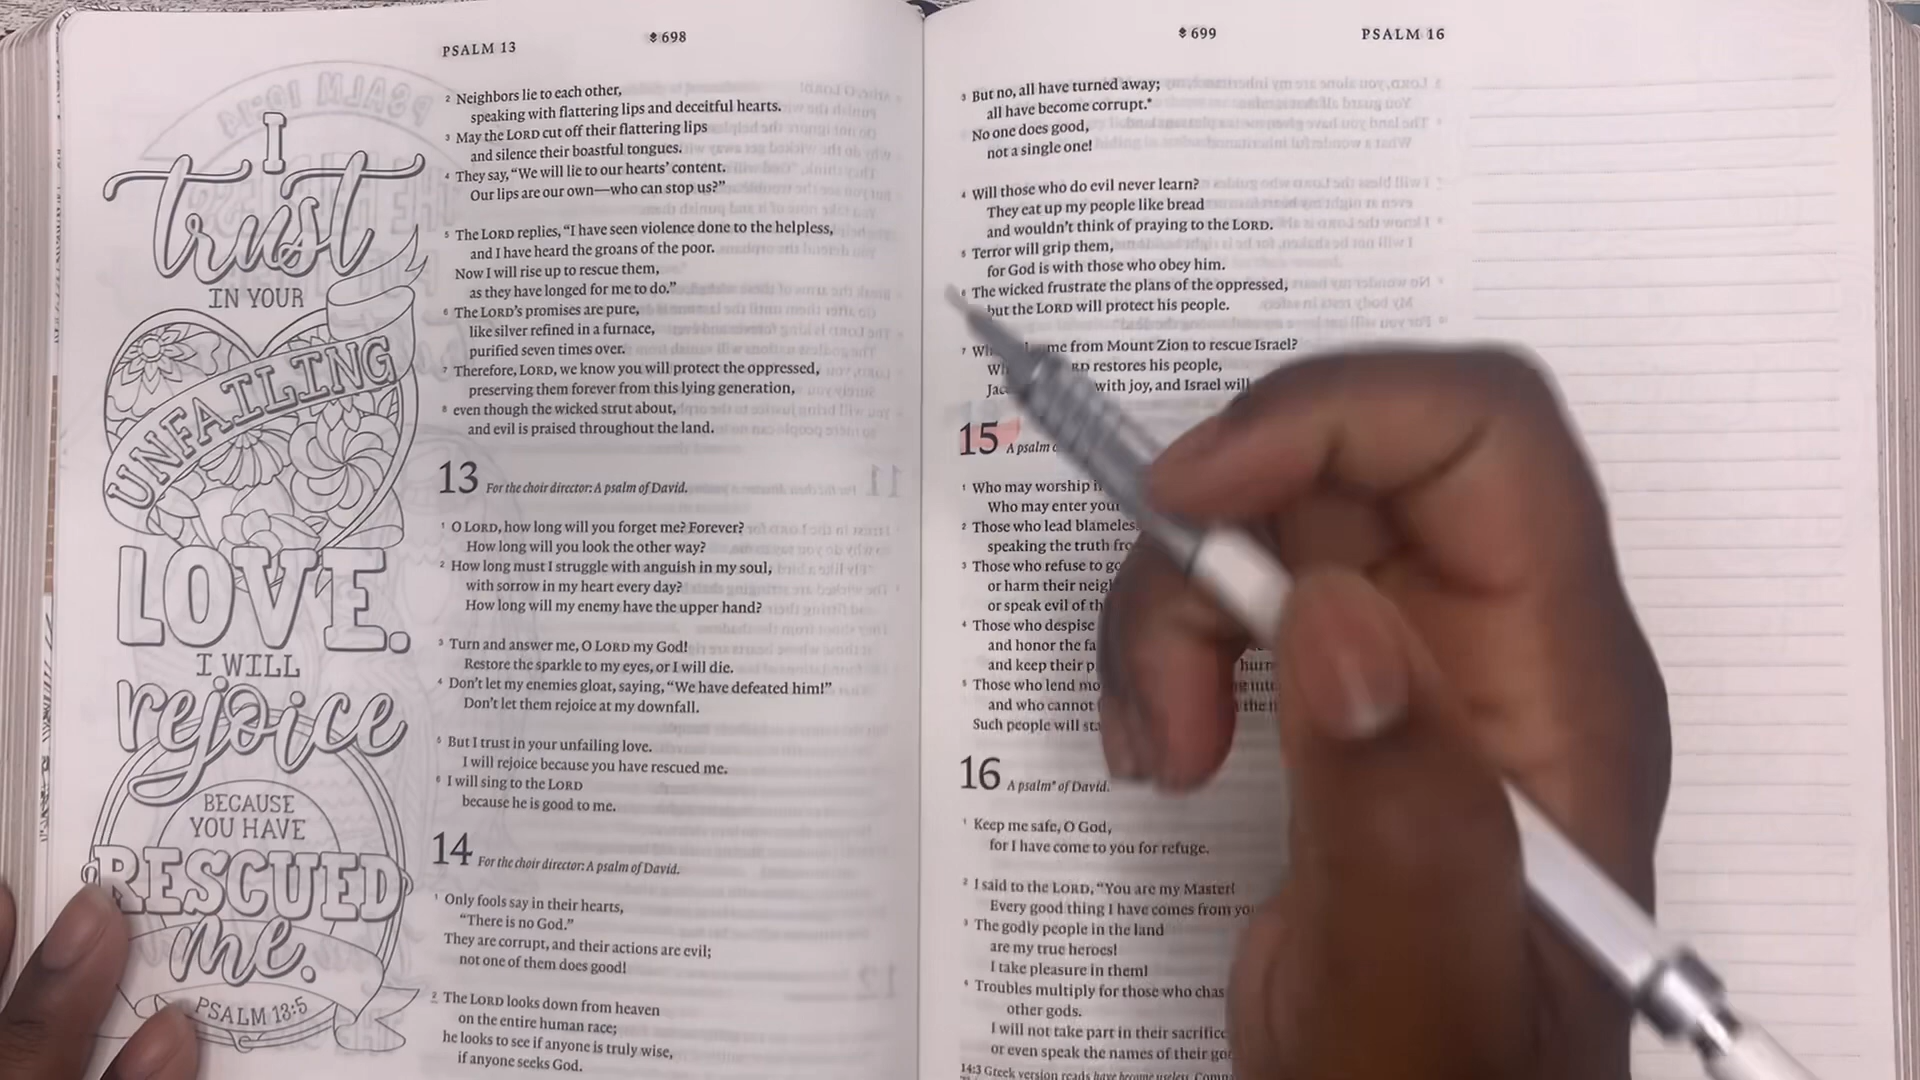 PSALM 13
698
I
trust
IN YOUR
UNFAILING
LOVE.
I WILL
rejoice
BECAUSE
YOU HAVE
RESCUED
me.
PSALM 13:5
2 Neighbors lie to each other,
speaking with flattering lips and deceitful hearts.
3 May the LORD cut off their flattering lips
and silence their boastful tongues.
4 They say, “We will lie to our hearts’ content.
Our lips are our own—who can stop us?”
5 The LORD replies, “I have seen violence done to the helpless,
and I have heard the groans of the poor.
Now I will rise up to rescue them,
as they have longed for me to do.”
6 The LORD’s promises are pure,
like silver refined in a furnace,
purified seven times over.
7 Therefore, LORD, we know you will protect the oppressed,
preserving them forever from this lying generation,
8 even though the wicked strut about,
and evil is praised throughout the land.
13 For the choir director: A psalm of David.
1 O LORD, how long will you forget me? Forever?
How long will you look the other way?
2 How long must I struggle with anguish in my soul,
with sorrow in my heart every day?
How long will my enemy have the upper hand?
3 Turn and answer me, O LORD my God!
Restore the sparkle to my eyes, or I will die.
4 Don’t let my enemies gloat, saying, “We have defeated him!”
Don’t let them rejoice at my downfall.
5 But I trust in your unfailing love.
I will rejoice because you have rescued me.
6 I will sing to the LORD
because he is good to me.
14 For the choir director: A psalm of David.
1 Only fools say in their hearts,
“There is no God.”
They are corrupt, and their actions are evil;
not one of them does good!
2 The LORD looks down from heaven
on the entire human race;
he looks to see if anyone is truly wise,
if anyone seeks God.
699
PSALM 16
3 But no, all have turned away;
all have become corrupt.*
No one does good,
not a single one!
4 Will those who do evil never learn?
They eat up my people like bread
and wouldn’t think of praying to the LORD.
5 Terror will grip them,
for God is with those who obey him.
6 The wicked frustrate the plans of the oppressed,
but the LORD will protect his people.
7 me from Mount Zion to rescue Israel?
restores his people,
with joy, and Israel will
15 A psalm
1 Who may worship
Who may enter your
2 Those who lead blameless
speaking the truth
3 Those who refuse to
or harm their
or speak evil of
4 Those who despise
and honor the
and keep their
5 Those who lend
and who cannot
Such people will
16 A psalm* of David.
1 Keep me safe, O God,
for I have come to you for refuge.
2 I said to the LORD, “You are my Master!
Every good thing I have comes from
3 The godly people in the land
are my true heroes!
I take pleasure in them!
4 Troubles multiply for those who
other gods.
I will not take part in their
or even speak the names of their
14:3 Greek version reads have become useless.